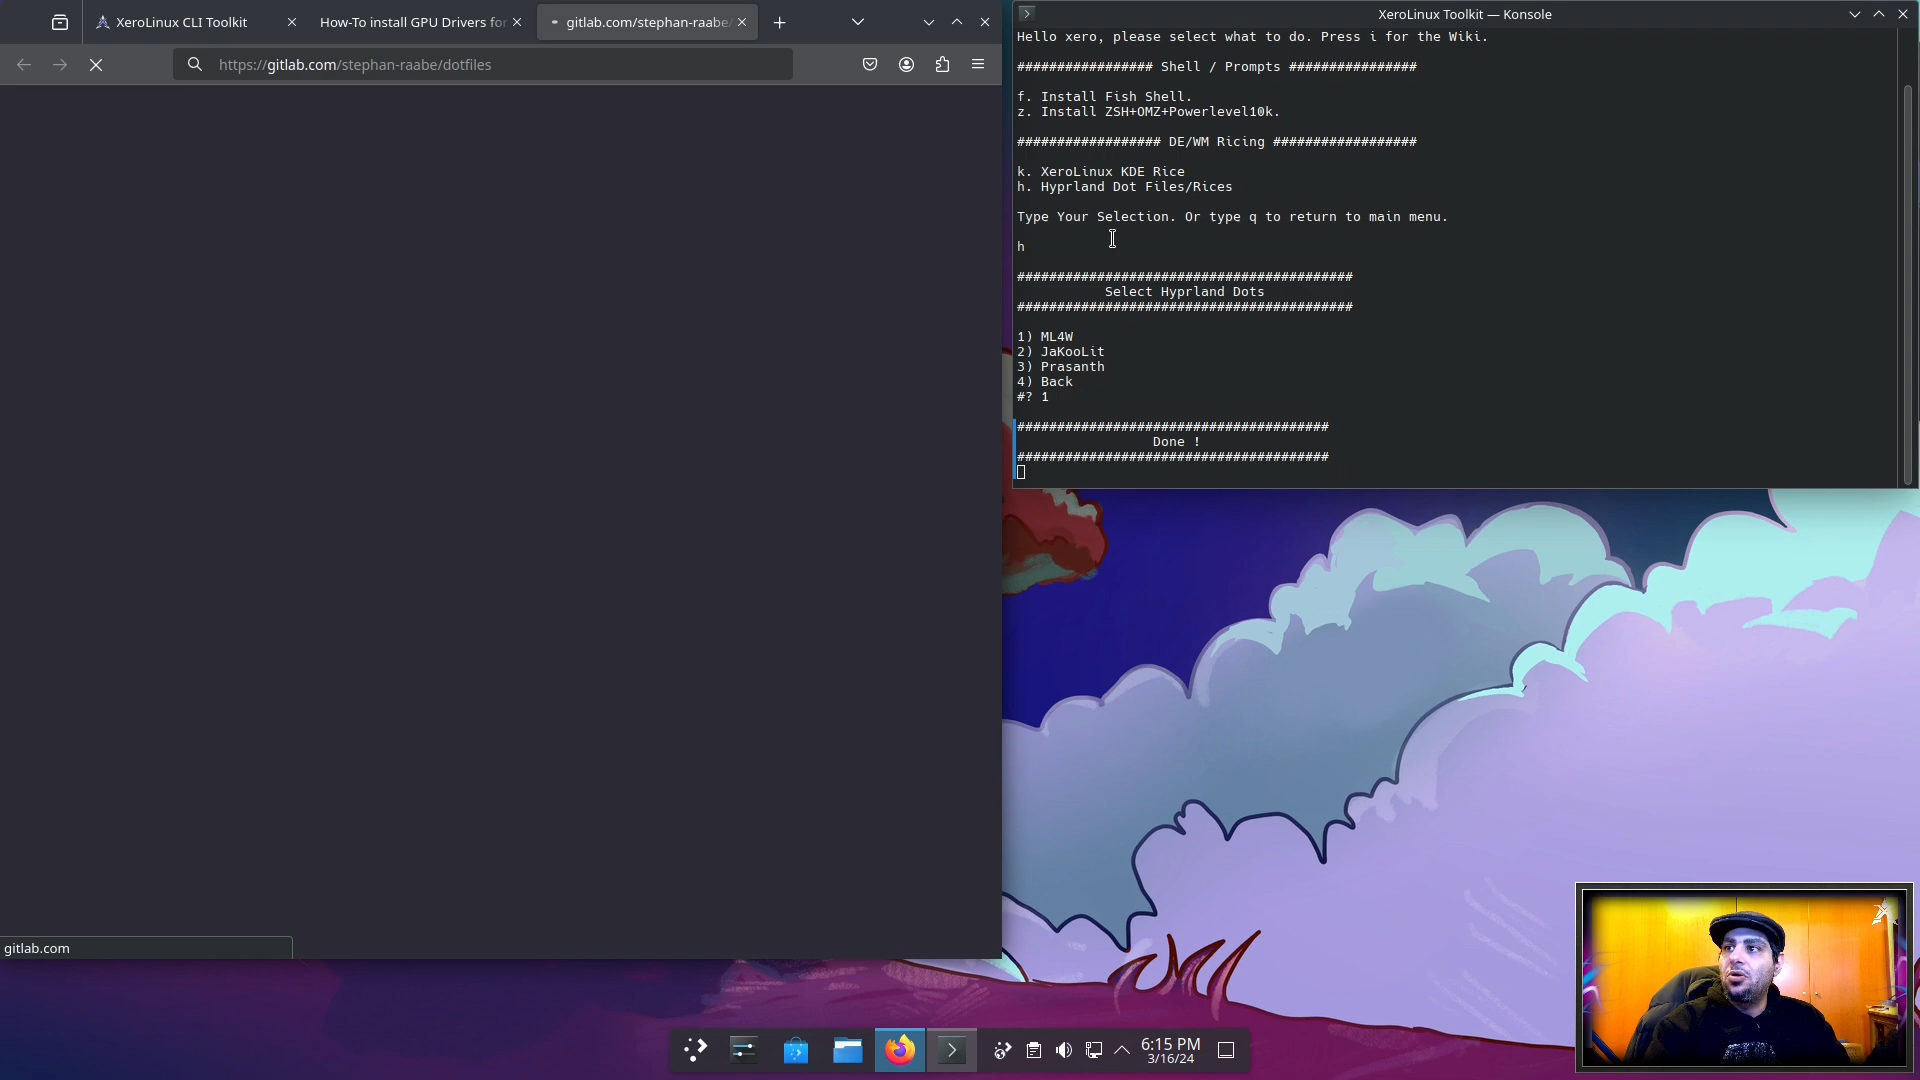 XeroLinux CLI Toolkit
How-To install GPU Drivers for
gitlab.com/stephan-raabe/
https://gitlab.com/stephan-raabe/dotfiles
gitlab.com
XeroLinux Toolkit — Konsole
Hello xero, please select what to do. Press i for the Wiki.
################# Shell / Prompts ################
f. Install Fish Shell.
z. Install ZSH+OMZ+Powerlevel10k.
################## DE/WM Ricing ##################
k. XeroLinux KDE Rice
h. Hyprland Dot Files/Rices
Type Your Selection. Or type q to return to main menu.
h
##########################################
Select Hyprland Dots
##########################################
1) ML4W
2) JaKooLit
3) Prasanth
4) Back
#? 1
#######################################
Done !
#######################################
6:15 PM
3/16/24